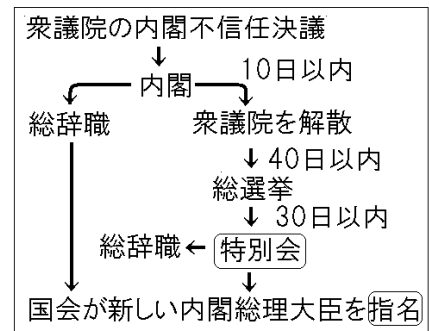 衆議院の内閣不信任決議
10日以内
内閣
総辞職
衆議院を解散
40日以内
総選挙
30日以内
総辞職
特別会
国会が新しい内閣総理大臣を指名